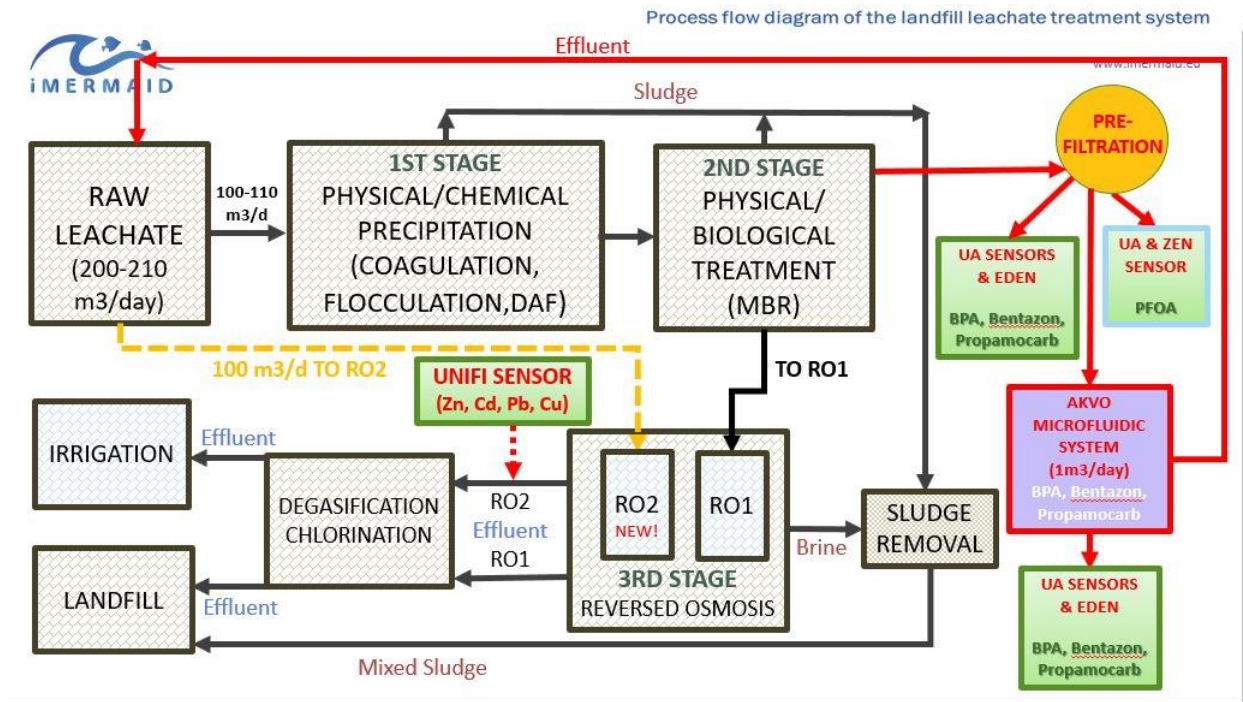 Process flow diagram of the landfill leachate treatment system
iMERMAID
Effluent
www.imermaid.eu
Sludge
PRE-
FILTRATION
RAW
LEACHATE
(200-210
m3/day)
100-110
m3/d
1ST STAGE
PHYSICAL/CHEMICAL
PRECIPITATION
(COAGULATION,
FLOCCULATION,DAF)
2ND STAGE
PHYSICAL/
BIOLOGICAL
TREATMENT
(MBR)
UA SENSORS
& EDEN
BPA, Bentazon,
Propamocarb
UA & ZEN
SENSOR
PFOA
100 m3/d TO RO2
UNIFI SENSOR
(Zn, Cd, Pb, Cu)
TO RO1
AKVO
MICROFLUIDIC
SYSTEM
(1m3/day)
BPA, Bentazon,
Propamocarb
IRRIGATION
Effluent
DEGASIFICATION
CHLORINATION
RO2
Effluent
RO1
RO2
NEW!
RO1
3RD STAGE
REVERSED OSMOSIS
Brine
SLUDGE
REMOVAL
LANDFILL
Effluent
Mixed Sludge
UA SENSORS
& EDEN
BPA, Bentazon,
Propamocarb